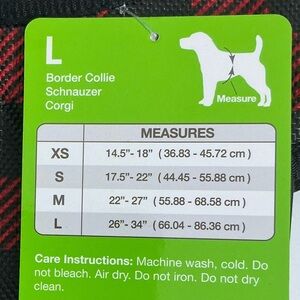 L
Border Collie
Schnauzer
Corgi
Measure
MEASURES
XS 14.5"- 18" ( 36.83 - 45.72 cm )
S 17.5"- 22" ( 44.45 - 55.88 cm )
M 22"- 27" ( 55.88 - 68.58 cm )
L 26"- 34" ( 66.04 - 86.36 cm )
Care Instructions: Machine wash, cold. Do
not bleach. Air dry. Do not iron. Do not dry
clean.